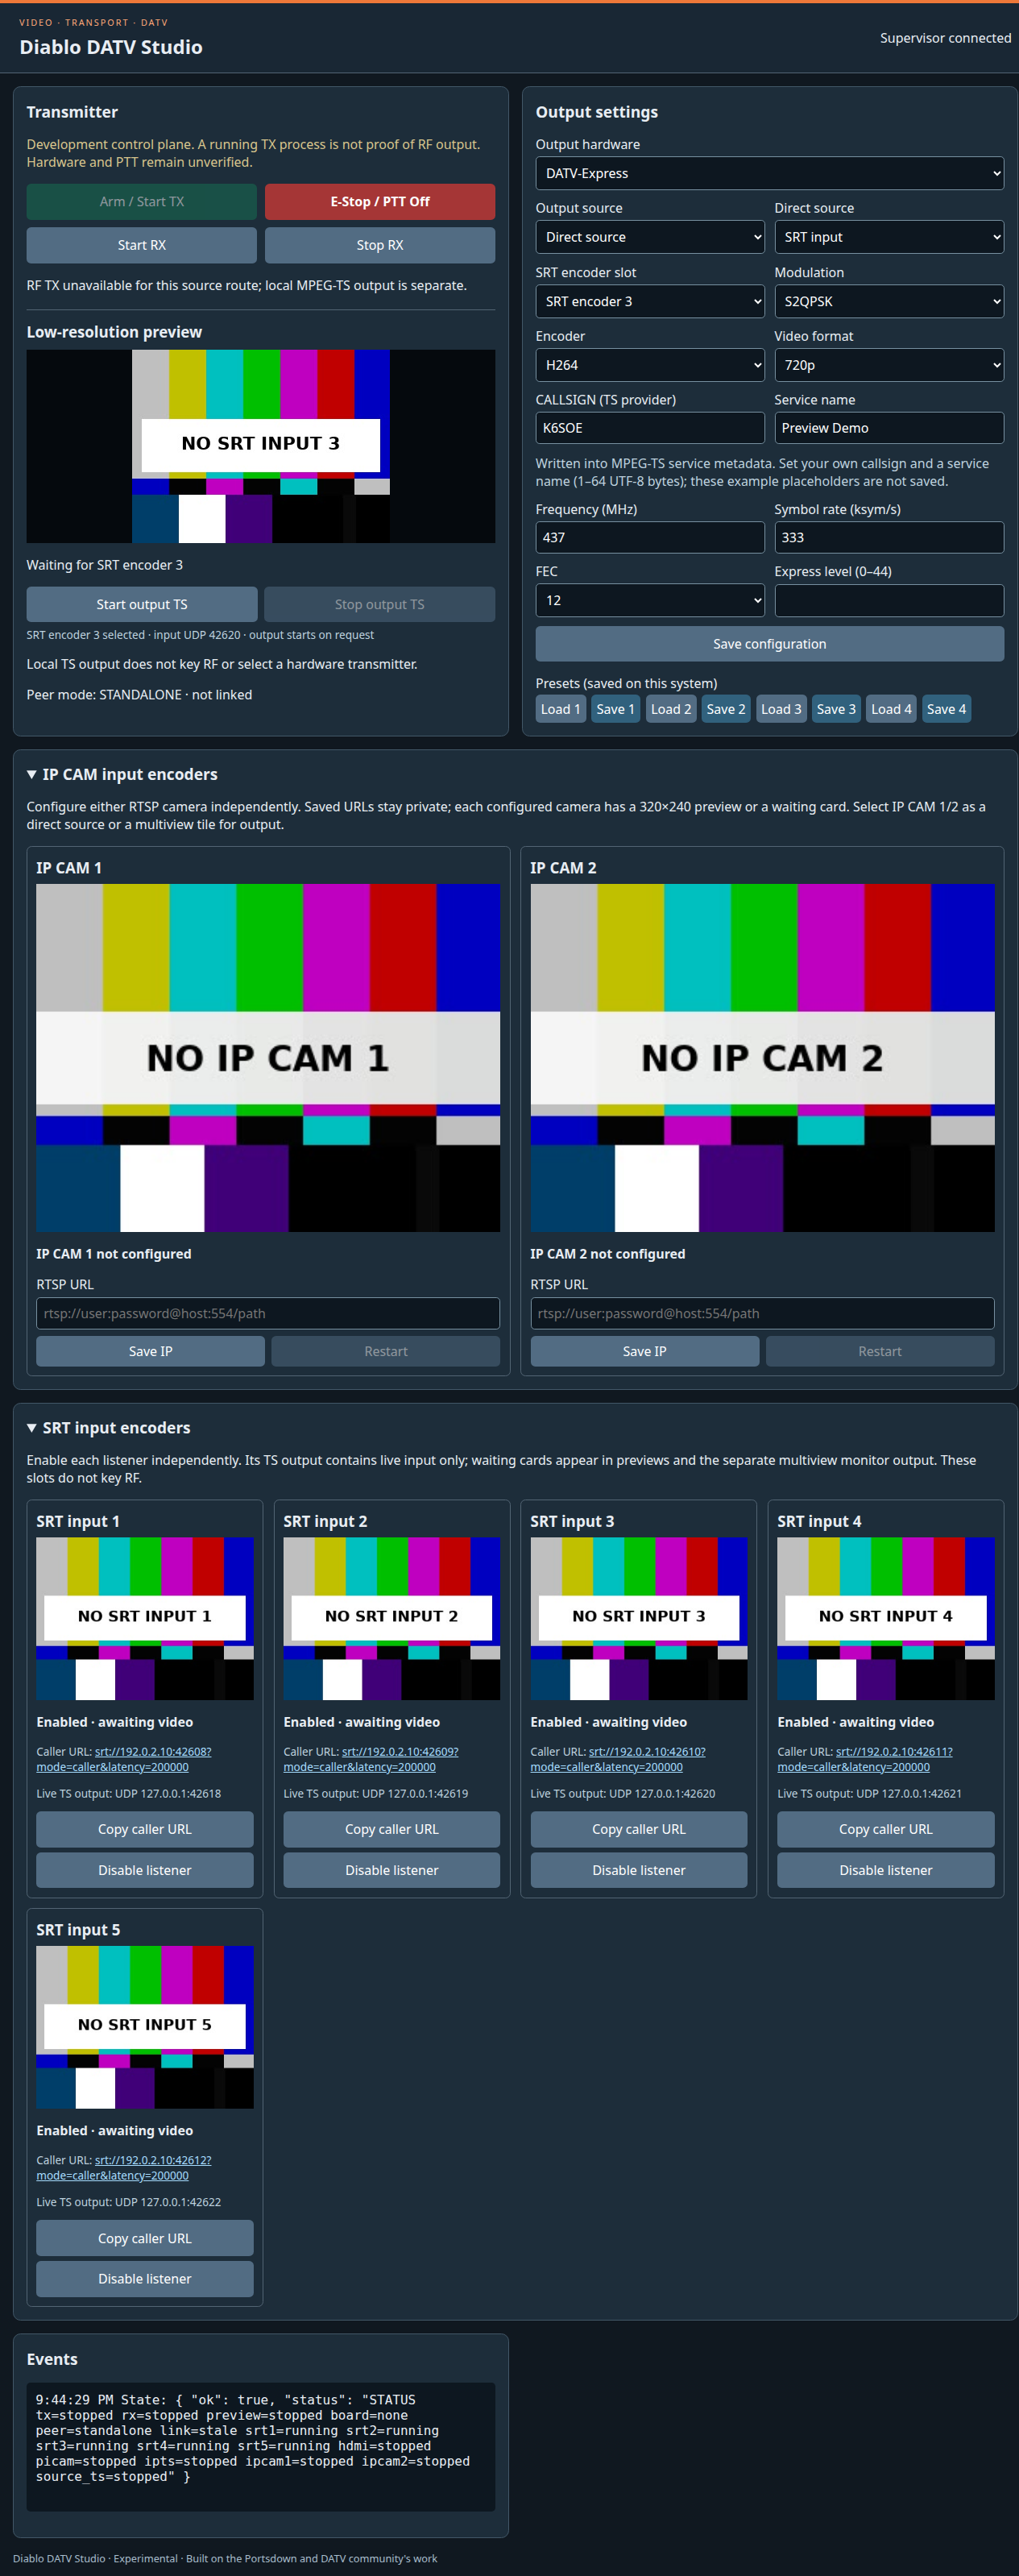 VIDEO · TRANSPORT · DATV
Diablo DATV Studio
Supervisor connected
Transmitter
Development control plane. A running TX process is not proof of RF output.
Hardware and PTT remain unverified.
Arm / Start TX
E-Stop / PTT Off
Start RX
Stop RX
RF TX unavailable for this source route; local MPEG-TS output is separate.
Low-resolution preview
NO SRT INPUT 3
Waiting for SRT encoder 3
Start output TS
Stop output TS
SRT encoder 3 selected · input UDP 42620 · output starts on request
Local TS output does not key RF or select a hardware transmitter.
Peer mode: STANDALONE · not linked
Output settings
Output hardware
DATV-Express
Output source
Direct source
Direct source
SRT input
SRT encoder slot
SRT encoder 3
Modulation
S2QPSK
Encoder
H264
Video format
720p
CALLSIGN (TS provider)
K6SOE
Service name
Preview Demo
Written into MPEG-TS service metadata. Set your own callsign and a service
name (1–64 UTF-8 bytes); these example placeholders are not saved.
Frequency (MHz)
437
Symbol rate (ksym/s)
333
FEC
12
Express level (0–44)
Save configuration
Presets (saved on this system)
Load 1 Save 1 Load 2 Save 2 Load 3 Save 3 Load 4 Save 4
▼ IP CAM input encoders
Configure either RTSP camera independently. Saved URLs stay private; each configured camera has a 320×240 preview or a waiting card. Select IP CAM 1/2 as a
direct source or a multiview tile for output.
IP CAM 1
NO IP CAM 1
IP CAM 1 not configured
RTSP URL
rtsp://user:password@host:554/path
Save IP
Restart
IP CAM 2
NO IP CAM 2
IP CAM 2 not configured
RTSP URL
rtsp://user:password@host:554/path
Save IP
Restart
▼ SRT input encoders
Enable each listener independently. Its TS output contains live input only; waiting cards appear in previews and the separate multiview monitor output. These
slots do not key RF.
SRT input 1
NO SRT INPUT 1
Enabled · awaiting video
Caller URL: srt://192.0.2.10:42608?
mode=caller&latency=200000
Live TS output: UDP 127.0.0.1:42618
Copy caller URL
Disable listener
SRT input 2
NO SRT INPUT 2
Enabled · awaiting video
Caller URL: srt://192.0.2.10:42609?
mode=caller&latency=200000
Live TS output: UDP 127.0.0.1:42619
Copy caller URL
Disable listener
SRT input 3
NO SRT INPUT 3
Enabled · awaiting video
Caller URL: srt://192.0.2.10:42610?
mode=caller&latency=200000
Live TS output: UDP 127.0.0.1:42620
Copy caller URL
Disable listener
SRT input 4
NO SRT INPUT 4
Enabled · awaiting video
Caller URL: srt://192.0.2.10:42611?
mode=caller&latency=200000
Live TS output: UDP 127.0.0.1:42621
Copy caller URL
Disable listener
SRT input 5
NO SRT INPUT 5
Enabled · awaiting video
Caller URL: srt://192.0.2.10:42612?
mode=caller&latency=200000
Live TS output: UDP 127.0.0.1:42622
Copy caller URL
Disable listener
Events
9:44:29 PM State: { "ok": true, "status": "STATUS
tx=stopped rx=stopped preview=stopped board=none
peer=standalone link=stale srt1=running srt2=running
srt3=running srt4=running srt5=running hdmi=stopped
picam=stopped ipts=stopped ipcam1=stopped ipcam2=stopped
source_ts=stopped" }
Diablo DATV Studio · Experimental · Built on the Portsdown and DATV community's work